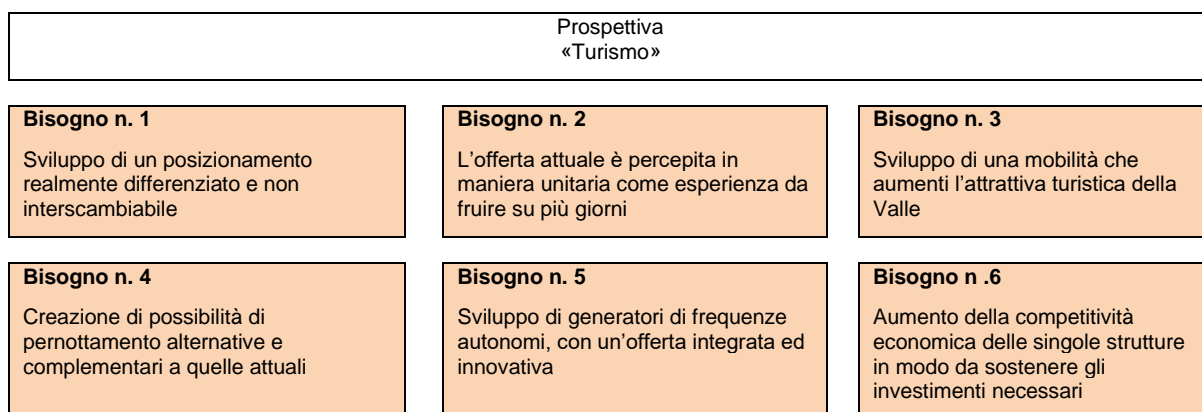 Prospettiva
«Turismo»
Bisogno n. 1
Sviluppo di un posizionamento
realmente differenziato e non
interscambiabile
Bisogno n. 2
L'offerta attuale è percepita in
maniera unitaria come esperienza da
fruire su più giorni
Bisogno n. 3
Sviluppo di una mobilità che
aumenti l'attrattiva turistica della
Valle
Bisogno n. 4
Creazione di possibilità di
pernottamento alternative e
complementari a quelle attuali
Bisogno n. 5
Sviluppo di generatori di frequenze
autonomi, con un'offerta integrata ed
innovativa
Bisogno n .6
Aumento della competitività
economica delle singole strutture
in modo da sostenere gli
investimenti necessari